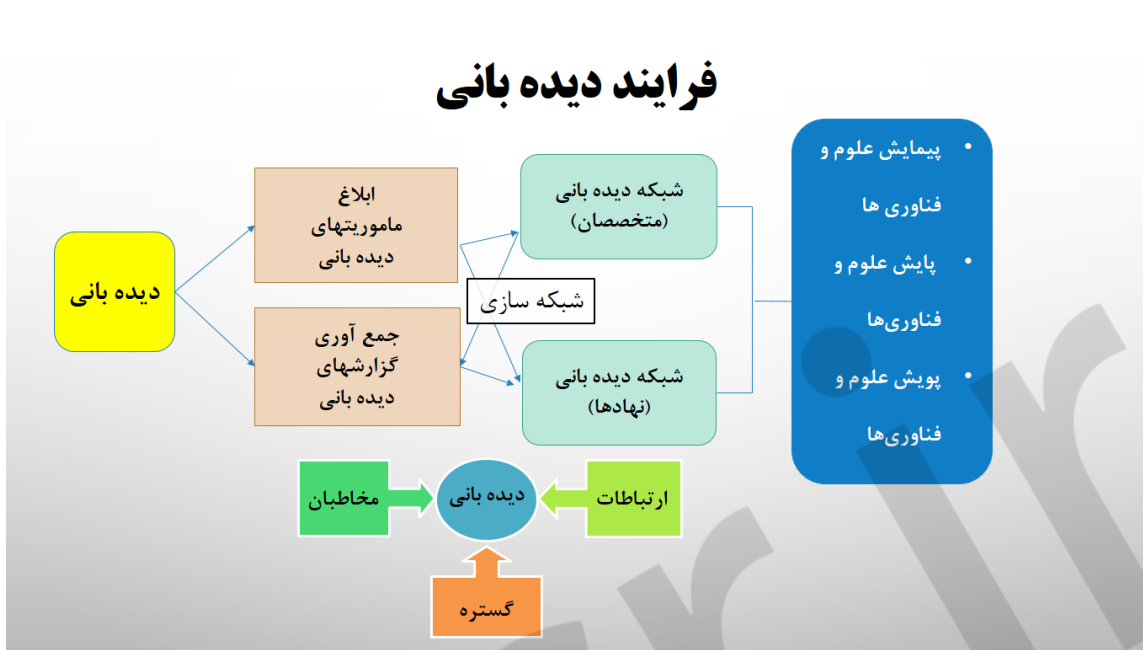 فرایند دیده بانی
• پیمایش علوم و
فناوری ها
• پایش علوم و
فناوری‌ها
• پویش علوم و
فناوری‌ها
شبکه دیده بانی
(متخصصان)
شبکه دیده بانی
(نهادها)
شبکه سازی
ابلاغ
ماموریتهای
دیده بانی
جمع آوری
گزارشهای
دیده بانی
دیده بانی
ارتباطات
دیده بانی
مخاطبان
گستره